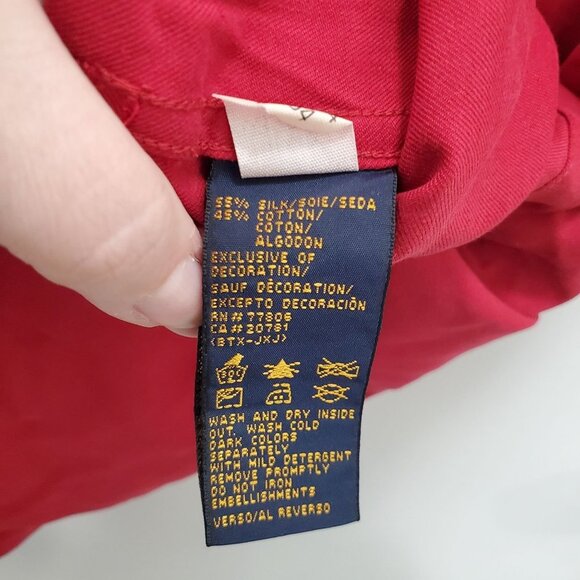 55% SILK/SOIE/SEDA
45% COTTON/
COTON/
ALGODON
EXCLUSIVE OF
DECORATION/
SAUF DÉCORATION/
EXCEPTO DECORACIÓN
RN# 77806
CA# 20781
<BTX-JXJ>
30C
WASH AND DRY INSIDE
OUT. WASH COLD
DARK COLORS
SEPARATELY
WITH MILD DETERGENT
REMOVE PROMPTLY
DO NOT IRON
EMBELLISHMENTS
VERSO/AL REVERSO